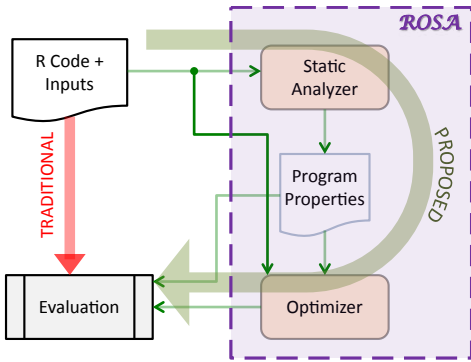 ROSA
R Code +
Inputs
Static
Analyzer
PROPOSED
TRADITIONAL
Program
Properties
Evaluation
Optimizer